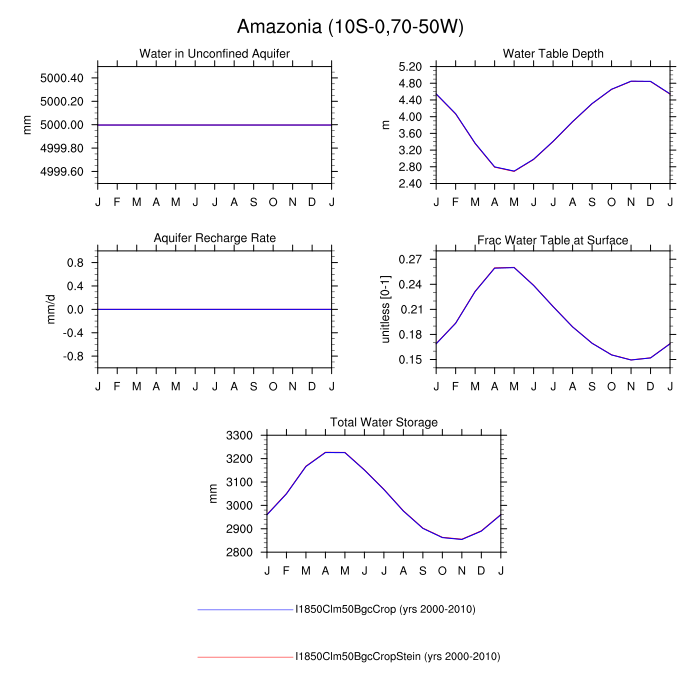 Amazonia (10S-0,70-50W)
Water in Unconfined Aquifer
5000.40
5000.20
5000.00
4999.80
4999.60
mm
J F M A M J J A S O N D J
Water Table Depth
5.20
4.80
4.40
4.00
3.60
3.20
2.80
2.40
m
J F M A M J J A S O N D J
Aquifer Recharge Rate
0.8
0.4
0.0
-0.4
-0.8
mm/d
J F M A M J J A S O N D J
Frac Water Table at Surface
0.27
0.24
0.21
0.18
0.15
unitless [0-1]
J F M A M J J A S O N D J
Total Water Storage
3300
3200
3100
3000
2900
2800
mm
J F M A M J J A S O N D J
I1850Clm50BgcCrop (yrs 2000-2010)
I1850Clm50BgcCropStein (yrs 2000-2010)